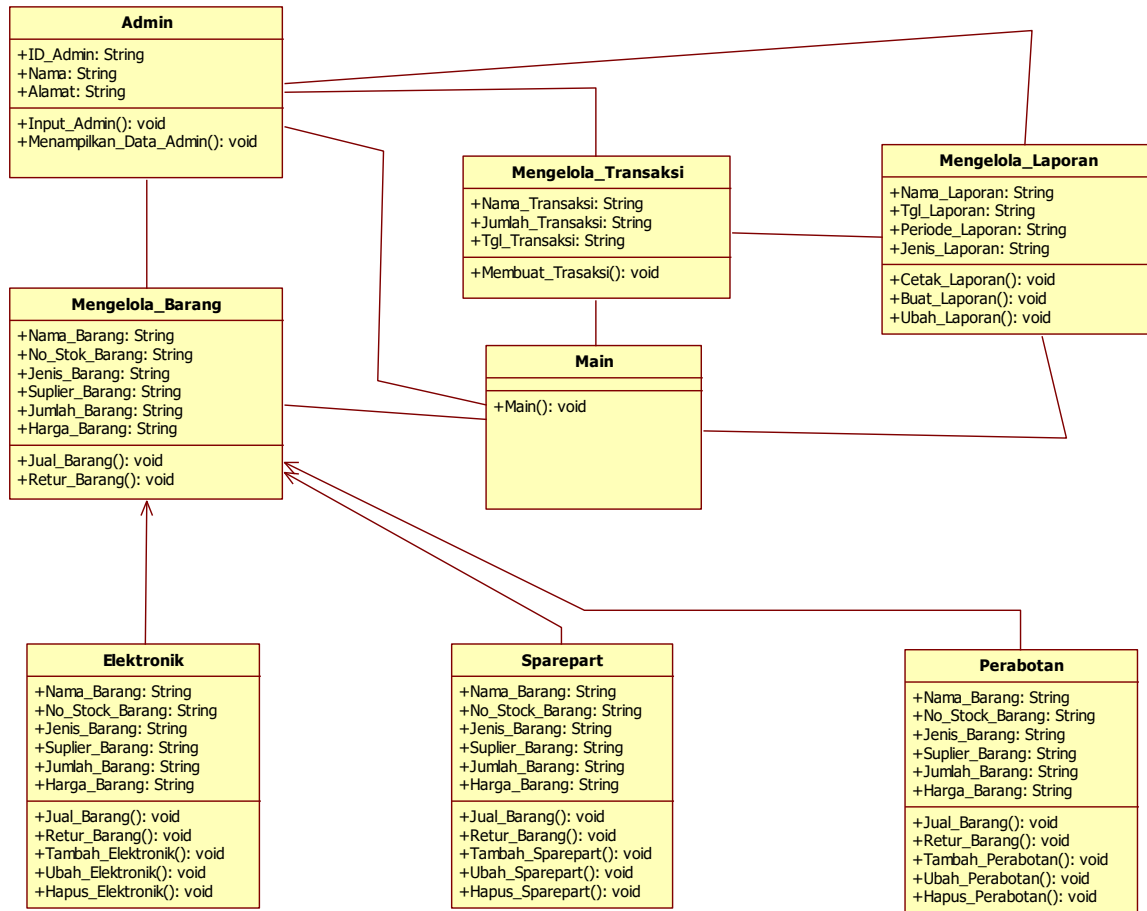 Admin
+ID_Admin: String
+Nama: String
+Alamat: String
+Input_Admin(): void
+Menampilkan_Data_Admin(): void
Mengelola_Transaksi
+Nama_Transaksi: String
+Jumlah_Transaksi: String
+Tgl_Transaksi: String
+Membuat_Trasaksi(): void
Mengelola_Laporan
+Nama_Laporan: String
+Tgl_Laporan: String
+Periode_Laporan: String
+Jenis_Laporan: String
+Cetak_Laporan(): void
+Buat_Laporan(): void
+Ubah_Laporan(): void
Mengelola_Barang
+Nama_Barang: String
+No_Stok_Barang: String
+Jenis_Barang: String
+Suplier_Barang: String
+Jumlah_Barang: String
+Harga_Barang: String
+Jual_Barang(): void
+Retur_Barang(): void
Main
+Main(): void
Elektronik
+Nama_Barang: String
+No_Stock_Barang: String
+Jenis_Barang: String
+Suplier_Barang: String
+Jumlah_Barang: String
+Harga_Barang: String
+Jual_Barang(): void
+Retur_Barang(): void
+Tambah_Elektronik(): void
+Ubah_Elektronik(): void
+Hapus_Elektronik(): void
Sparepart
+Nama_Barang: String
+No_Stock_Barang: String
+Jenis_Barang: String
+Suplier_Barang: String
+Jumlah_Barang: String
+Harga_Barang: String
+Jual_Barang(): void
+Retur_Barang(): void
+Tambah_Sparepart(): void
+Ubah_Sparepart(): void
+Hapus_Sparepart(): void
Perabotan
+Nama_Barang: String
+No_Stock_Barang: String
+Jenis_Barang: String
+Suplier_Barang: String
+Jumlah_Barang: String
+Harga_Barang: String
+Jual_Barang(): void
+Retur_Barang(): void
+Tambah_Perabotan(): void
+Ubah_Perabotan(): void
+Hapus_Perabotan(): void